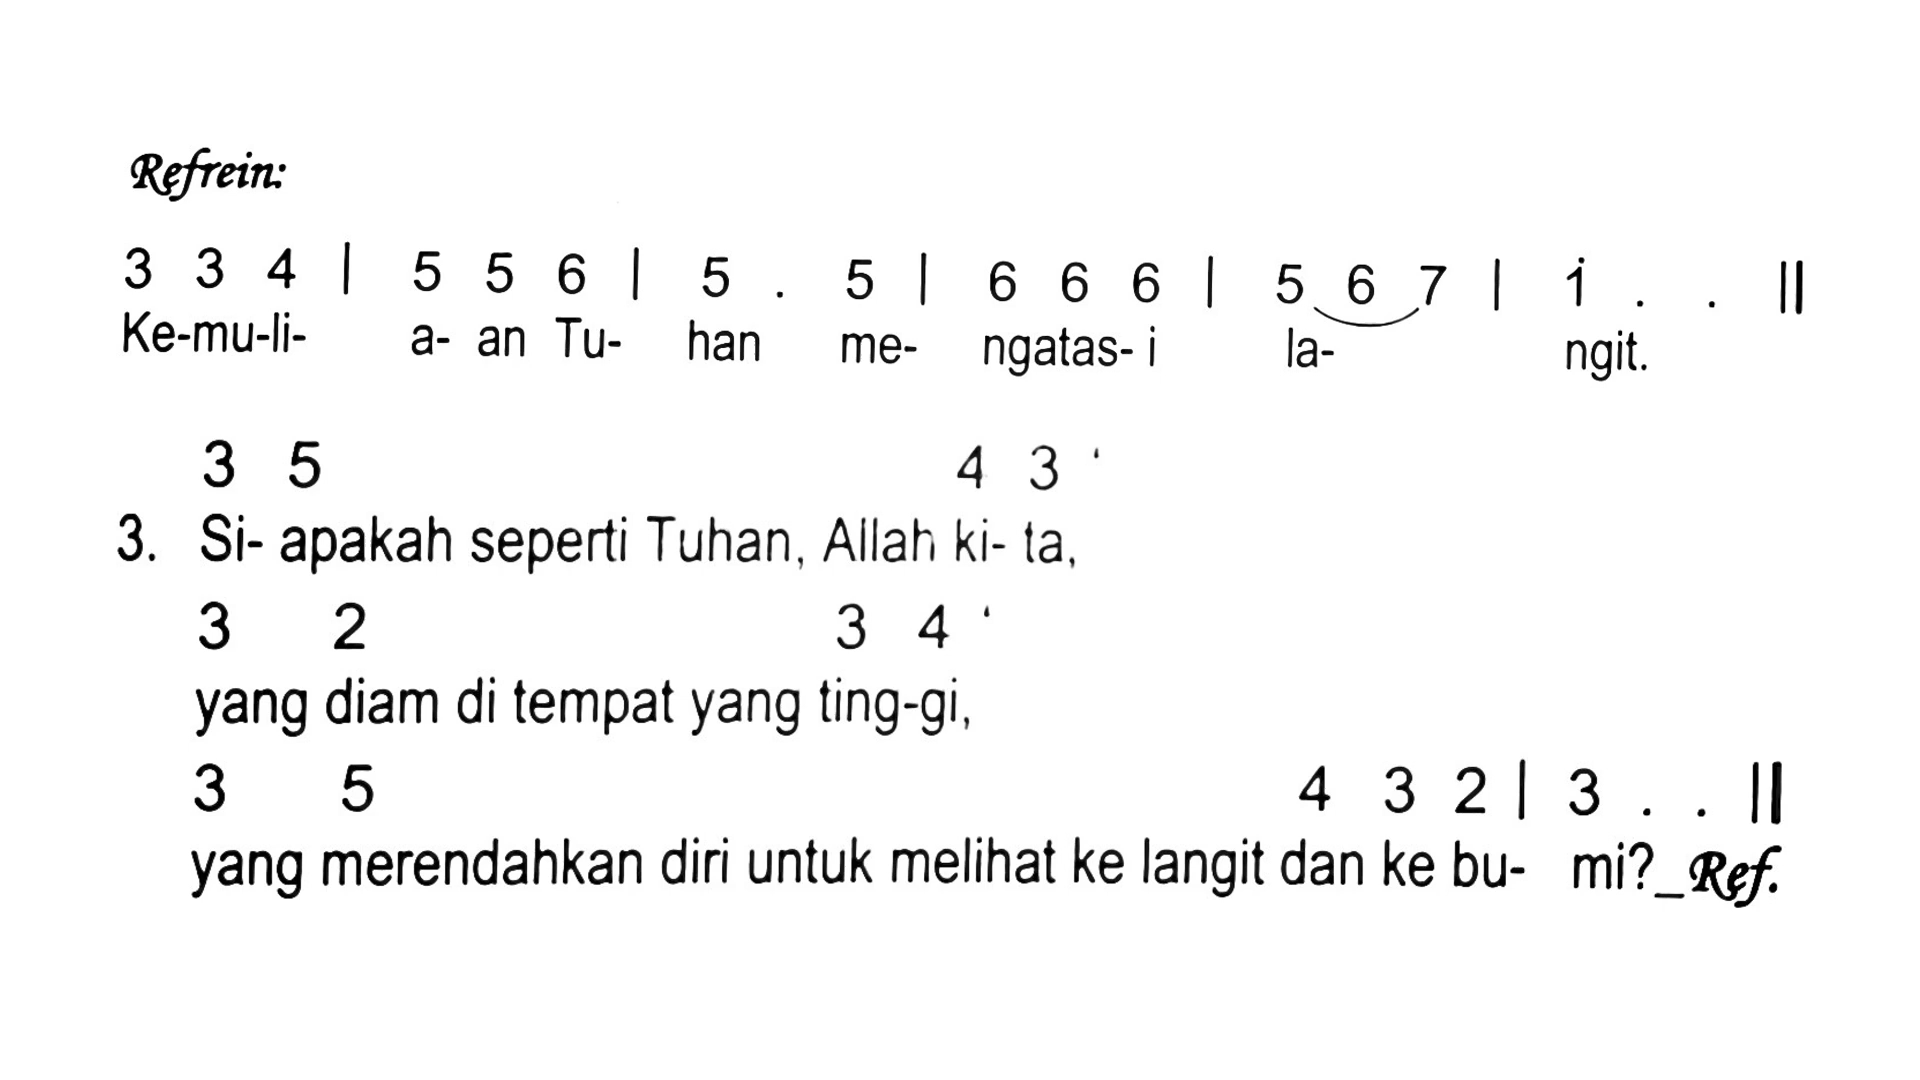 Refrein:
3 3 4 | 5 5 6 | 5 . 5 | 6 6 6 | 5 6 7 | 1̇ . . ||
Ke-mu-li- a- an Tu- han me- ngatas- i la- ngit.
3 5 4 3 ‘
3. Si- apakah seperti Tuhan, Allah ki- ta,
3 2 3 4 ‘
yang diam di tempat yang ting-gi,
3 5 4 3 2 | 3 . . ||
yang merendahkan diri untuk melihat ke langit dan ke bu- mi?_Ref.